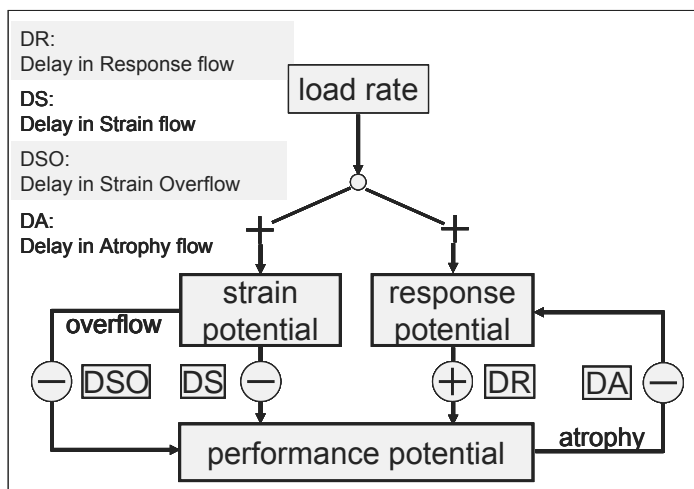 DR:
Delay in Response flow
DS:
Delay in Strain flow
DSO:
Delay in Strain Overflow
DA:
Delay in Atrophy flow
load rate
strain
potential
response
potential
overflow
DSO
DS
DR
DA
atrophy
performance potential